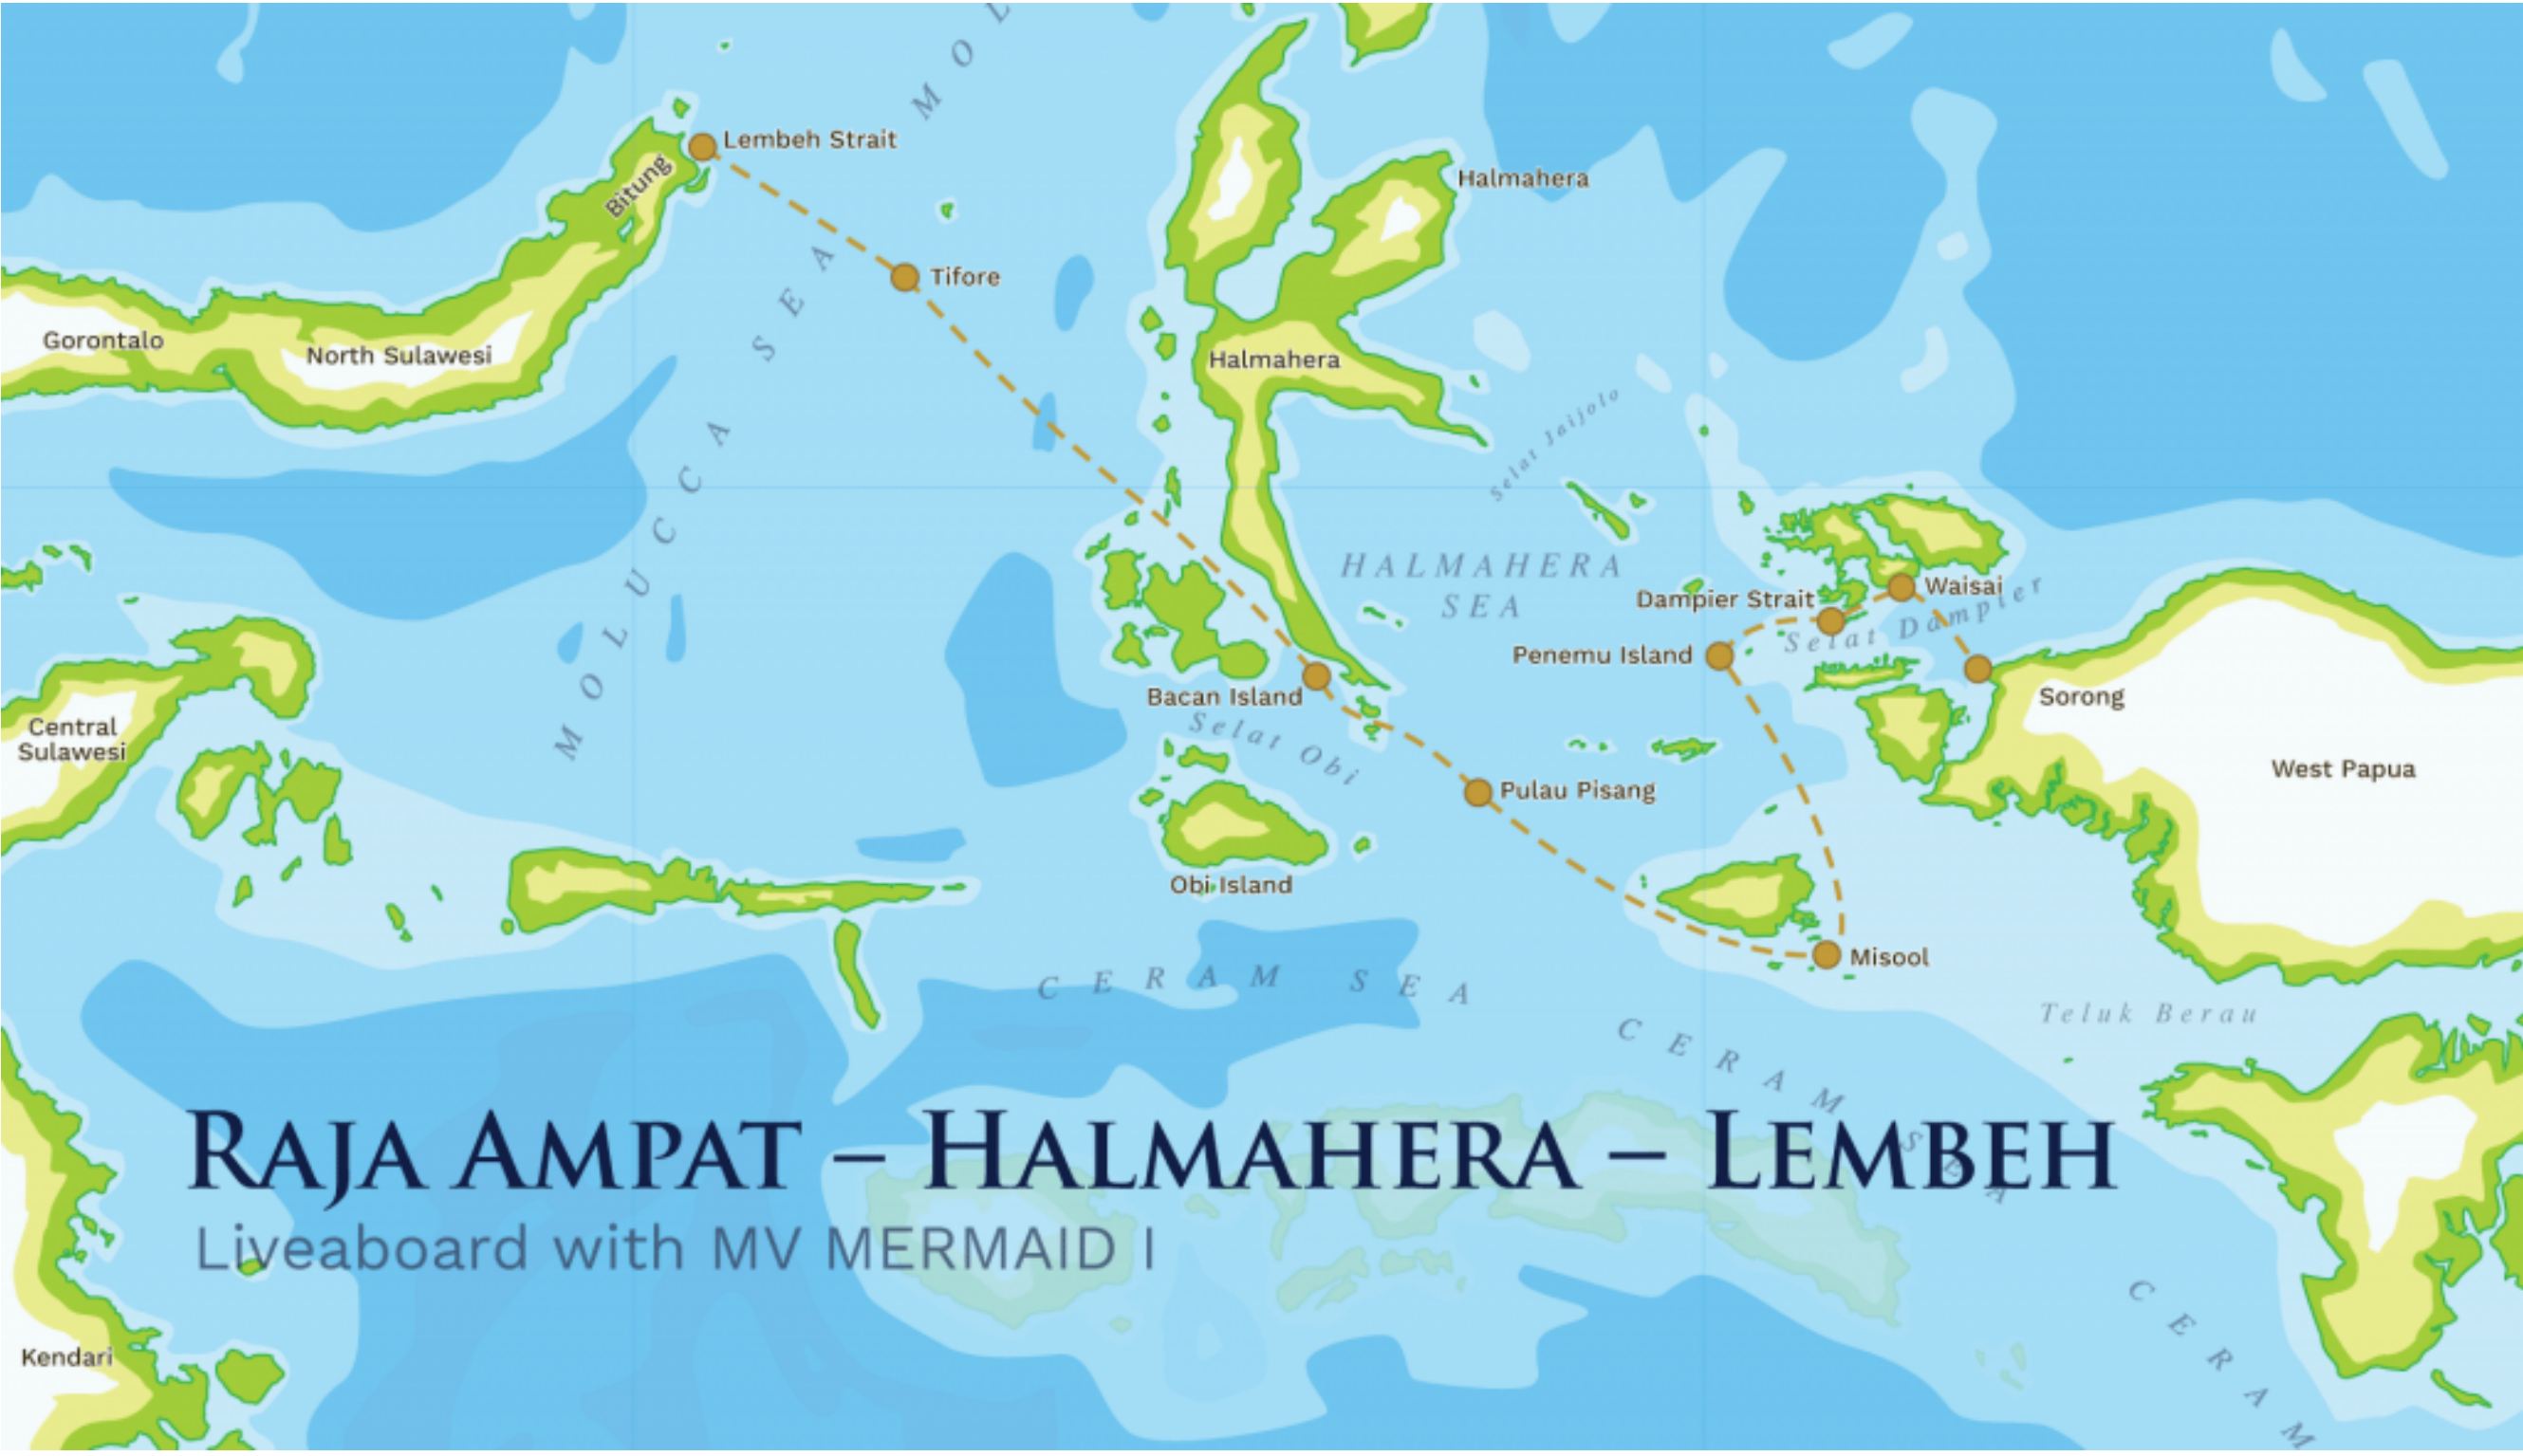 M O L
Lembeh Strait
Bitung
Halmahera
Tifore
Gorontalo
North Sulawesi
Halmahera
MOLUCCA SEA
Selat Jaijolo
HALMAHERA
SEA
Dampier Strait
Waisai
Selat Dampier
Penemu Island
Bacan Island
Sorong
Selat Obi
Central
Sulawesi
West Papua
Pulau Pisang
Obi Island
Misool
CERAM SEA
Teluk Berau
CERAM SEA
RAJA AMPAT – HALMAHERA – LEMBEH
Liveaboard with MV MERMAID I
CERAM
Kendari